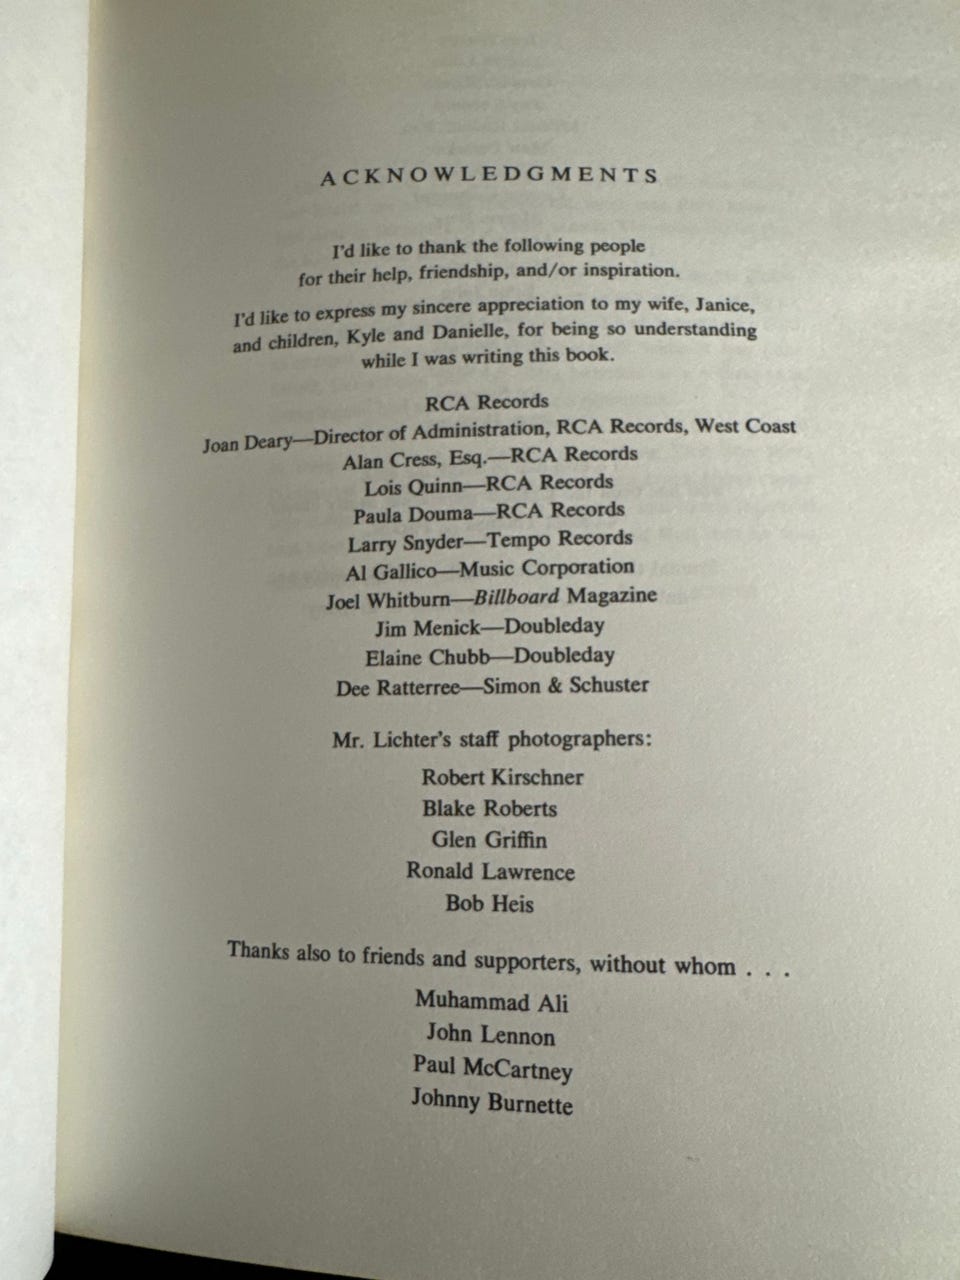 ACKNOWLEDGMENTS
I'd like to thank the following people
for their help, friendship, and/or inspiration.
I'd like to express my sincere appreciation to my wife, Janice,
and children, Kyle and Danielle, for being so understanding
while I was writing this book.
RCA Records
Joan Deary—Director of Administration, RCA Records, West Coast
Alan Cress, Esq.—RCA Records
Lois Quinn—RCA Records
Paula Douma—RCA Records
Larry Snyder—Tempo Records
Al Gallico—Music Corporation
Joel Whitburn—Billboard Magazine
Jim Menick—Doubleday
Elaine Chubb—Doubleday
Dee Ratterree—Simon & Schuster
Mr. Lichter's staff photographers:
Robert Kirschner
Blake Roberts
Glen Griffin
Ronald Lawrence
Bob Heis
Thanks also to friends and supporters, without whom . . .
Muhammad Ali
John Lennon
Paul McCartney
Johnny Burnette